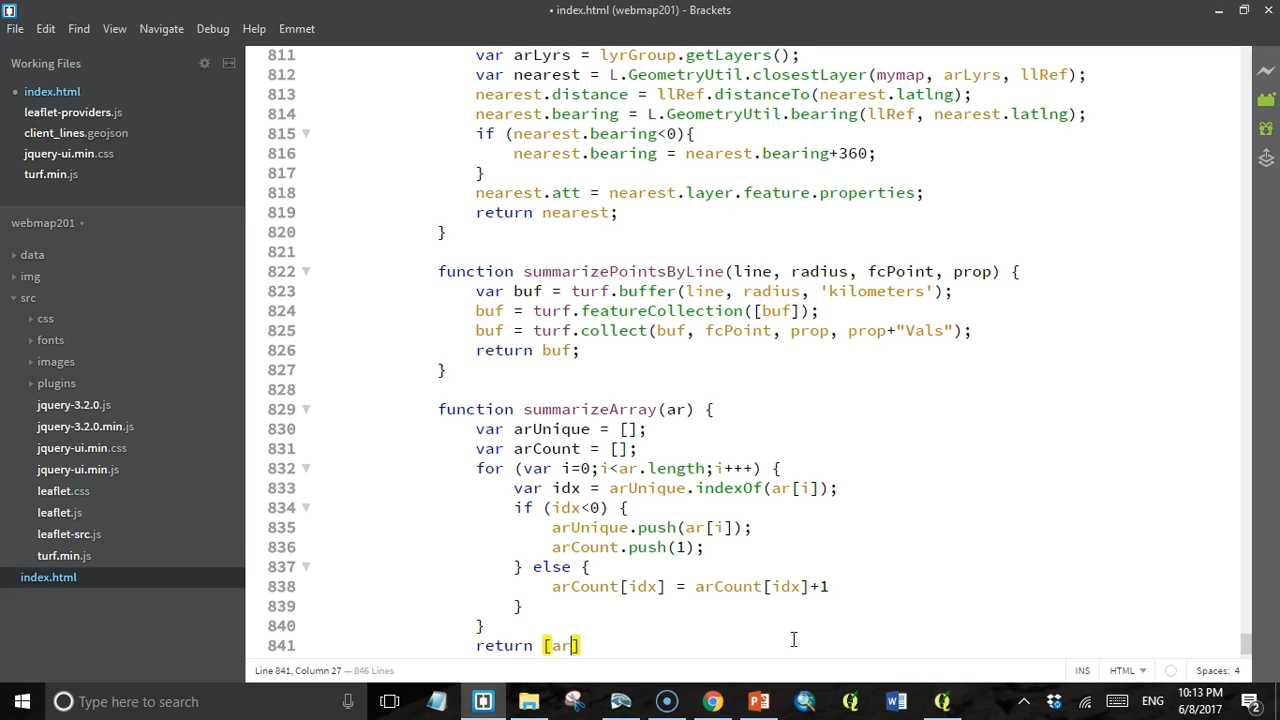 • index.html (webmap201) - Brackets
File Edit Find View Navigate Debug Help Emmet
Working Files
• index.html
leaflet-providers.js
client_lines.geojson
jquery-ui.min.css
turf.min.js
webmap201
data
img
src
css
fonts
images
plugins
jquery-3.2.0.js
jquery-3.2.0.min.js
jquery-ui.min.css
jquery-ui.min.js
leaflet.css
leaflet.js
leaflet-src.js
turf.min.js
index.html
811 var arLyrs = lyrGroup.getLayers();
812 var nearest = L.GeometryUtil.closestLayer(mymap, arLyrs, llRef);
813 nearest.distance = llRef.distanceTo(nearest.latlng);
814 nearest.bearing = L.GeometryUtil.bearing(llRef, nearest.latlng);
815 if (nearest.bearing<0){
816 nearest.bearing = nearest.bearing+360;
817 }
818 nearest.att = nearest.layer.feature.properties;
819 return nearest;
820 }
821
822 function summarizePointsByLine(line, radius, fcPoint, prop) {
823 var buf = turf.buffer(line, radius, 'kilometers');
824 buf = turf.featureCollection([buf]);
825 buf = turf.collect(buf, fcPoint, prop, prop+"Vals");
826 return buf;
827 }
828
829 function summarizeArray(ar) {
830 var arUnique = [];
831 var arCount = [];
832 for (var i=0;i<ar.length;i+++) {
833 var idx = arUnique.indexOf(ar[i]);
834 if (idx<0) {
835 arUnique.push(ar[i]);
836 arCount.push(1);
837 } else {
838 arCount[idx] = arCount[idx]+1
839 }
840 }
841 return [ar]
Line 841, Column 27 — 846 Lines
INS HTML Spaces: 4
Type here to search
ENG
10:13 PM
6/8/2017
2